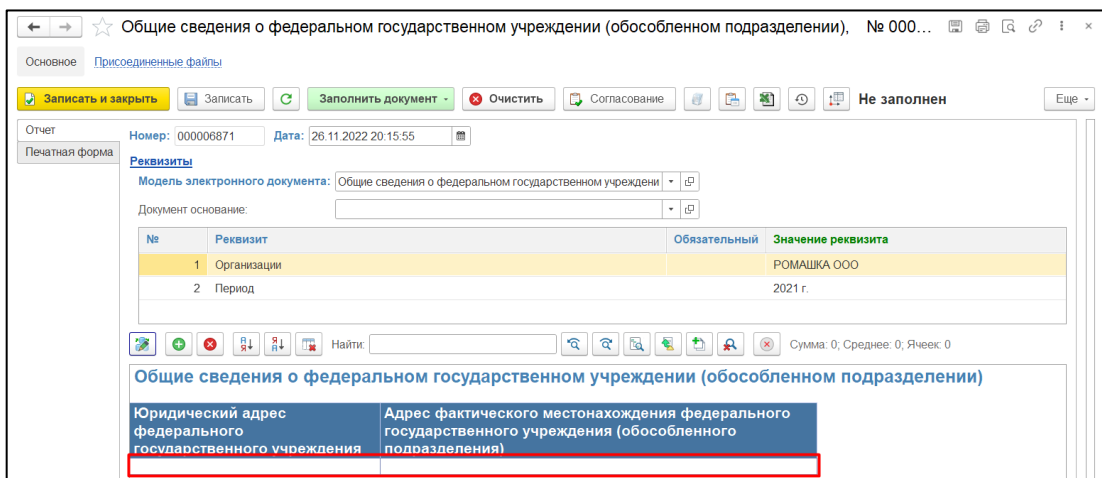 Общие сведения о федеральном государственном учреждении (обособленном подразделении), № 000...
Основное Присоединенные файлы
Записать и закрыть Записать Заполнить документ Очистить Согласование Не заполнен Еще
Отчет
Печатная форма
Номер: 000006871 Дата: 26.11.2022 20:15:55
Реквизиты
Модель электронного документа: Общие сведения о федеральном государственном учреждени
Документ основание:
№ Реквизит Обязательный Значение реквизита
1 Организации РОМАШКА ООО
2 Период 2021 г.
Найти: Сумма: 0; Среднее: 0; Ячеек: 0
Общие сведения о федеральном государственном учреждении (обособленном подразделении)
Юридический адрес Адрес фактического местонахождения федерального
федерального государственного учреждения (обособленного
государственного учреждения подразделения)